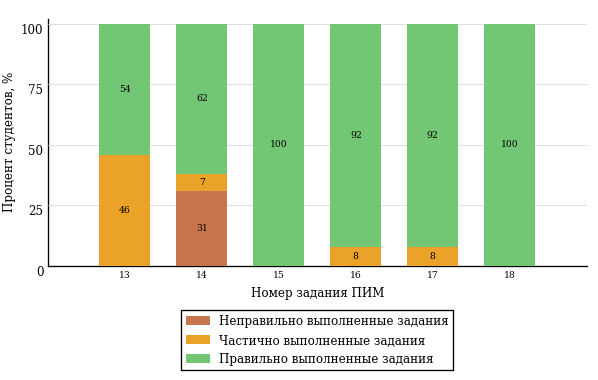 Процент студентов, %
100
75
50
25
0
54
46
62
7
31
100
92
8
92
8
100
13 14 15 16 17 18
Номер задания ПИМ
Неправильно выполненные задания
Частично выполненные задания
Правильно выполненные задания